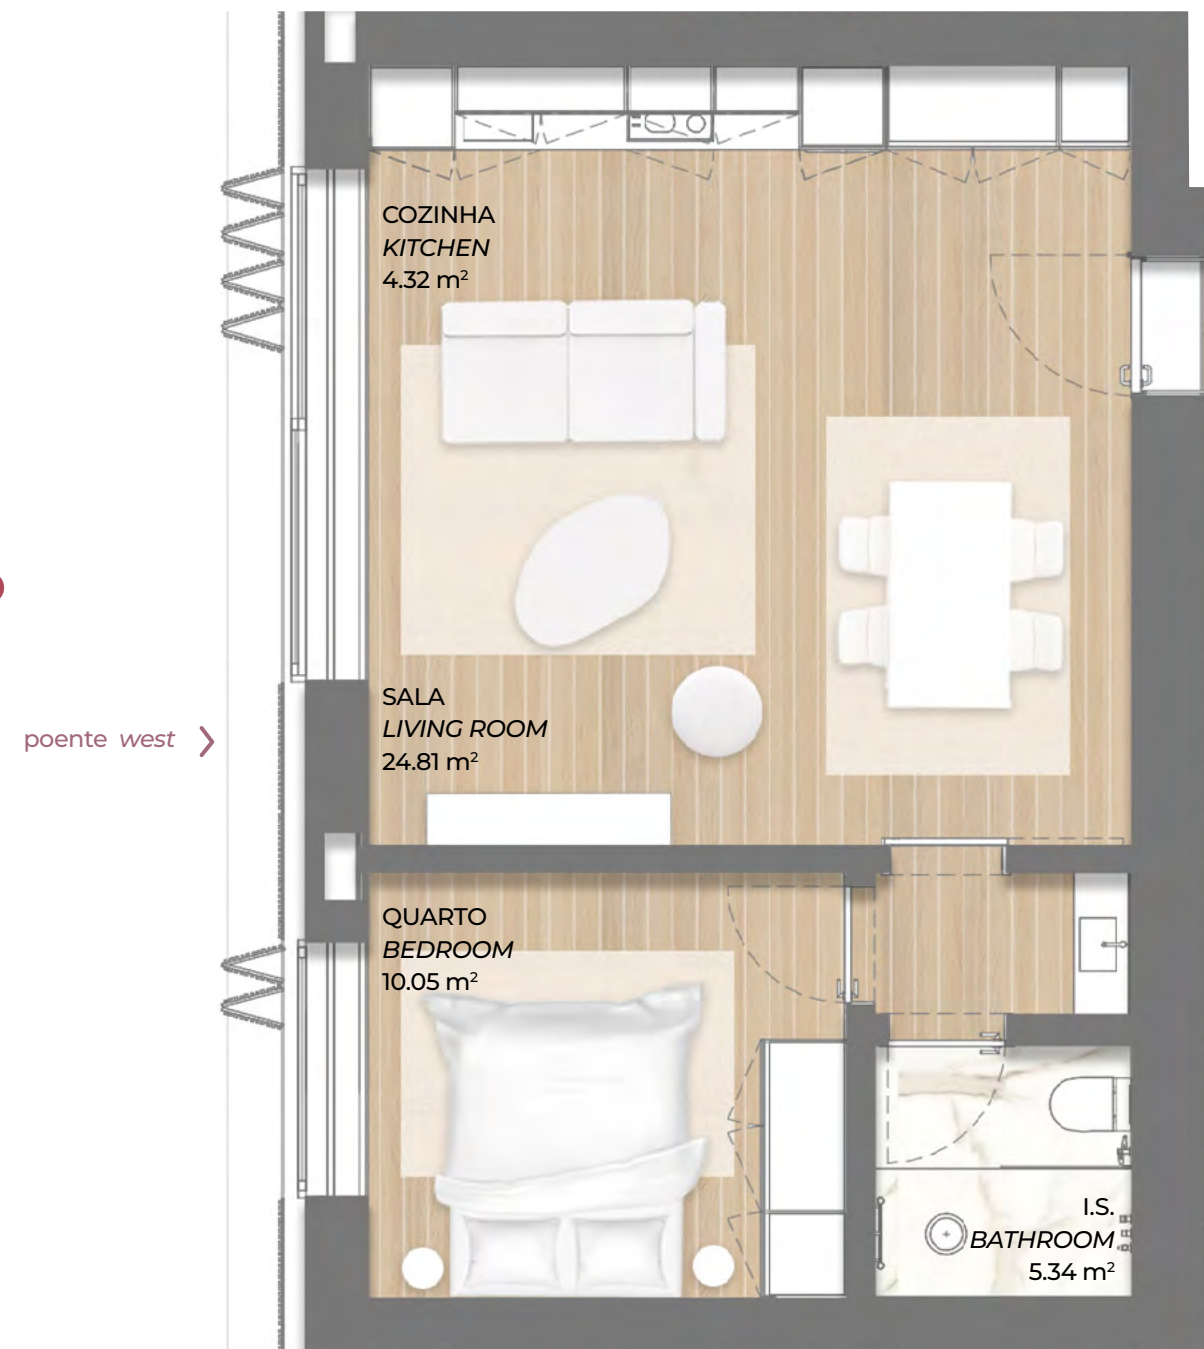 COZINHA
KITCHEN
4.32 m²
SALA
LIVING ROOM
24.81 m²
poente west
QUARTO
BEDROOM
10.05 m²
I.S.
BATHROOM
5.34 m²